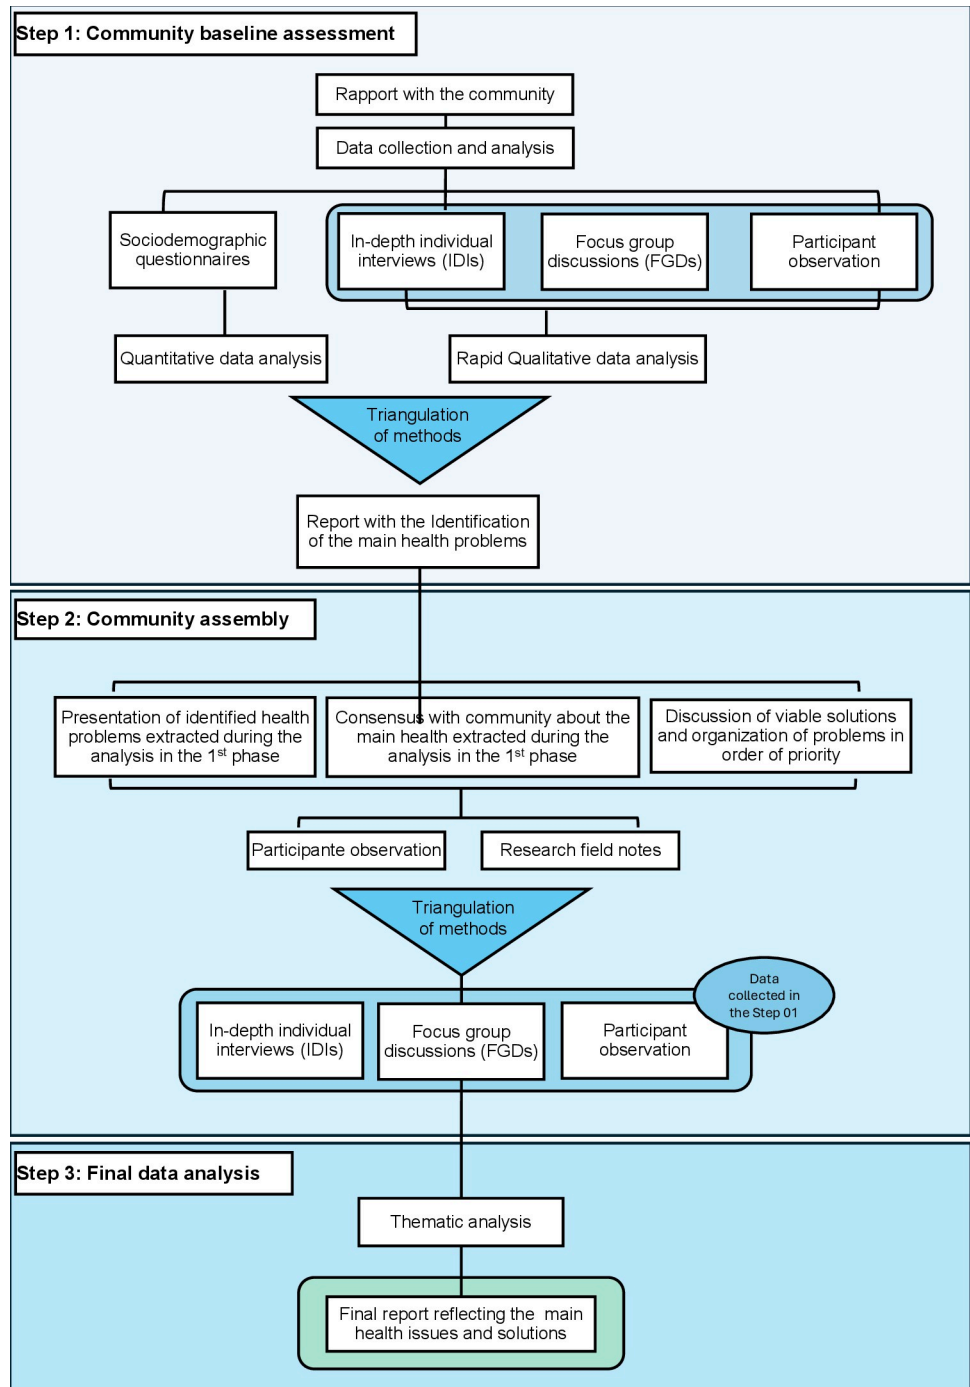 Step 1: Community baseline assessment
Rapport with the community
Data collection and analysis
Sociodemographic
questionnaires
In-depth individual
interviews (IDIs)
Focus group
discussions (FGDs)
Participant
observation
Quantitative data analysis
Rapid Qualitative data analysis
Triangulation
of methods
Report with the Identification
of the main health problems
Step 2: Community assembly
Presentation of identified health
problems extracted during the
analysis in the 1st phase
Consensus with community about the
main health extracted during the
analysis in the 1st phase
Discussion of viable solutions
and organization of problems in
order of priority
Participante observation
Research field notes
Triangulation
of methods
Data
collected in
the Step 01
In-depth individual
interviews (IDIs)
Focus group
discussions (FGDs)
Participant
observation
Step 3: Final data analysis
Thematic analysis
Final report reflecting the main
health issues and solutions